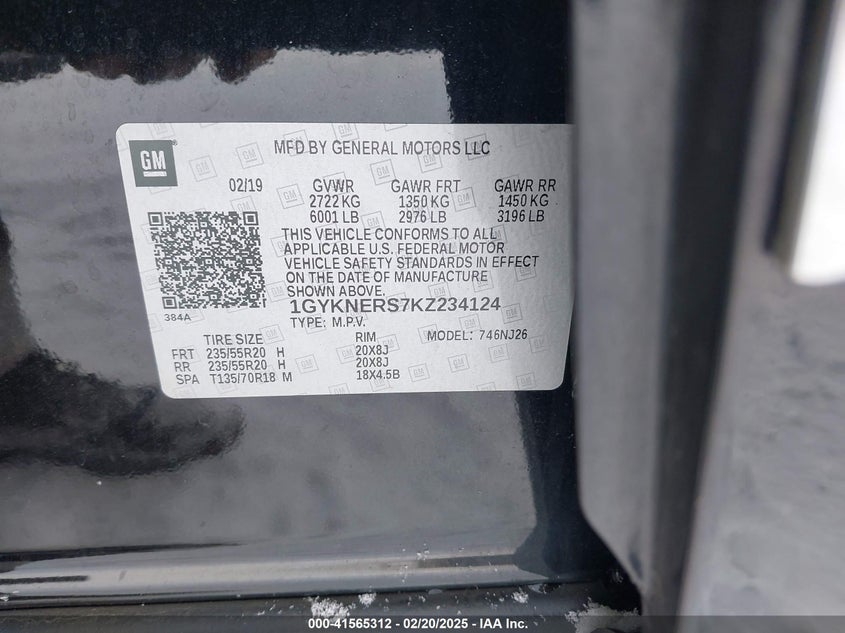 GM
MFD BY GENERAL MOTORS LLC
02/19 GVWR GAWR FRT GAWR RR
2722 KG 1350 KG 1450 KG
6001 LB 2976 LB 3196 LB
THIS VEHICLE CONFORMS TO ALL
APPLICABLE U.S. FEDERAL MOTOR
VEHICLE SAFETY STANDARDS IN EFFECT
ON THE DATE OF MANUFACTURE
SHOWN ABOVE.
384A
1GYKNERS7KZ234124
TYPE: M.P.V.
TIRE SIZE RIM MODEL: 746NJ26
FRT 235/55R20 H 20X8J
RR 235/55R20 H 20X8J
SPA T135/70R18 M 18X4.5B
000-41565312 / 02/20/2025 - IAA Inc.